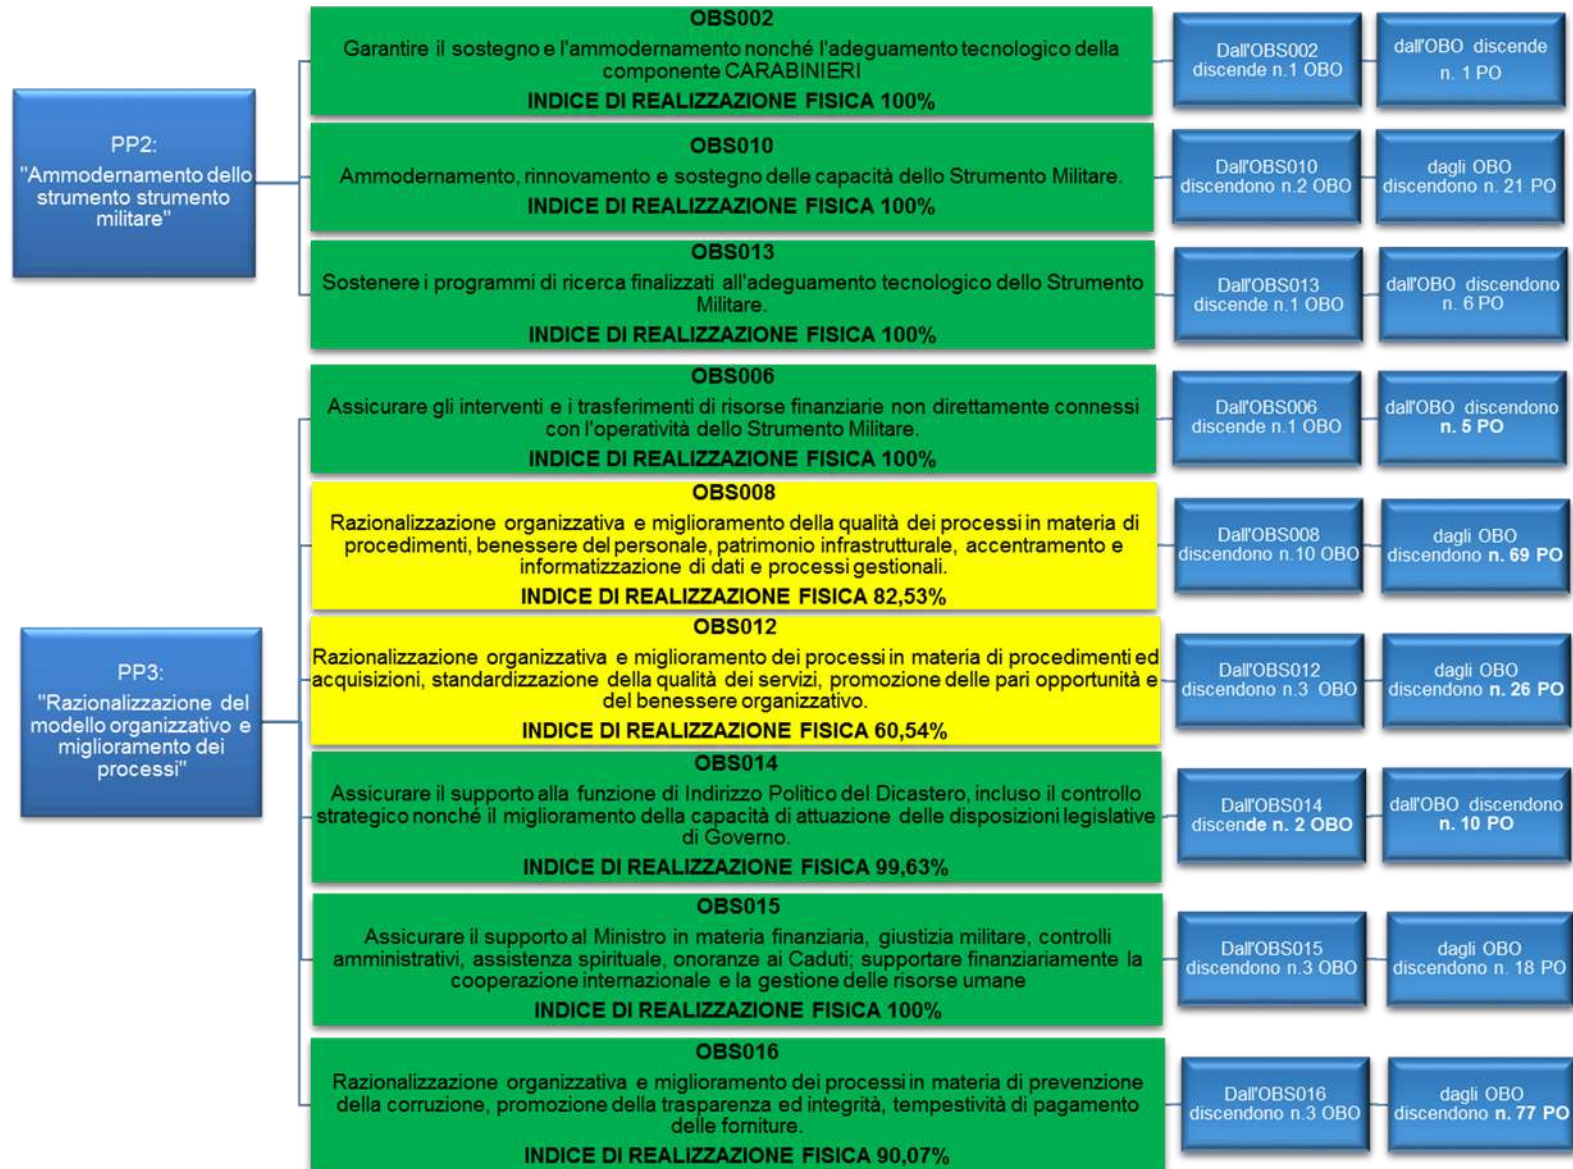 PP2:
"Ammodernamento dello
strumento strumento
militare"
OBS002
Garantire il sostegno e l'ammodernamento nonché l'adeguamento tecnologico della
componente CARABINIERI
INDICE DI REALIZZAZIONE FISICA 100%
Dall'OBS002
discende n.1 OBO
dall'OBO discende
n. 1 PO
OBS010
Ammodernamento, rinnovamento e sostegno delle capacità dello Strumento Militare.
INDICE DI REALIZZAZIONE FISICA 100%
Dall'OBS010
discendono n.2 OBO
dagli OBO
discendono n. 21 PO
OBS013
Sostenere i programmi di ricerca finalizzati all'adeguamento tecnologico dello Strumento
Militare.
INDICE DI REALIZZAZIONE FISICA 100%
Dall'OBS013
discende n.1 OBO
dall'OBO discendono
n. 6 PO
PP3:
"Razionalizzazione del
modello organizzativo e
miglioramento dei
processi"
OBS006
Assicurare gli interventi e i trasferimenti di risorse finanziarie non direttamente connessi
con l'operatività dello Strumento Militare.
INDICE DI REALIZZAZIONE FISICA 100%
Dall'OBS006
discende n.1 OBO
dall'OBO discendono
n. 5 PO
OBS008
Razionalizzazione organizzativa e miglioramento della qualità dei processi in materia di
procedimenti, benessere del personale, patrimonio infrastrutturale, accentramento e
informatizzazione di dati e processi gestionali.
INDICE DI REALIZZAZIONE FISICA 82,53%
Dall'OBS008
discendono n.10 OBO
dagli OBO
discendono n. 69 PO
OBS012
Razionalizzazione organizzativa e miglioramento dei processi in materia di procedimenti ed
acquisizioni, standardizzazione della qualità dei servizi, promozione delle pari opportunità e
del benessere organizzativo.
INDICE DI REALIZZAZIONE FISICA 60,54%
Dall'OBS012
discendono n.3 OBO
dagli OBO
discendono n. 26 PO
OBS014
Assicurare il supporto alla funzione di Indirizzo Politico del Dicastero, incluso il controllo
strategico nonché il miglioramento della capacità di attuazione delle disposizioni legislative
di Governo.
INDICE DI REALIZZAZIONE FISICA 99,63%
Dall'OBS014
discende n. 2 OBO
dall'OBO discendono
n. 10 PO
OBS015
Assicurare il supporto al Ministro in materia finanziaria, giustizia militare, controlli
amministrativi, assistenza spirituale, onoranze ai Caduti; supportare finanziariamente la
cooperazione internazionale e la gestione delle risorse umane
INDICE DI REALIZZAZIONE FISICA 100%
Dall'OBS015
discendono n.3 OBO
dagli OBO
discendono n. 18 PO
OBS016
Razionalizzazione organizzativa e miglioramento dei processi in materia di prevenzione
della corruzione, promozione della trasparenza ed integrità, tempestività di pagamento
delle forniture.
INDICE DI REALIZZAZIONE FISICA 90,07%
Dall'OBS016
discendono n.3 OBO
dagli OBO
discendono n. 77 PO